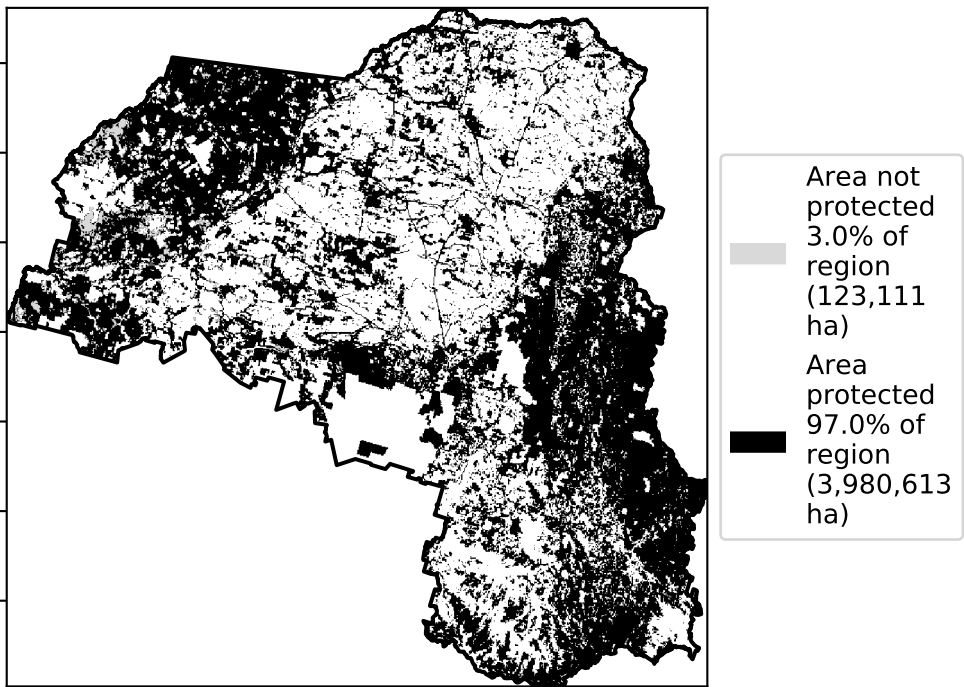 Area not
protected
3.0% of
region
(123,111
ha)
Area
protected
97.0% of
region
(3,980,613
ha)